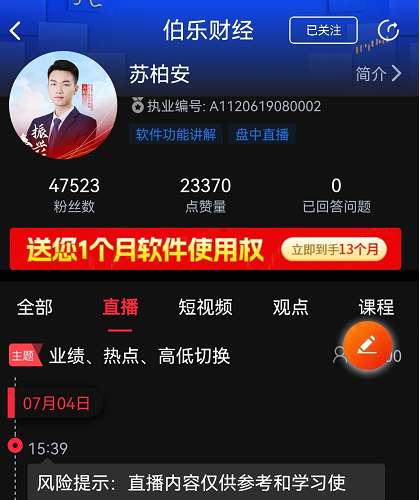 伯乐财经
已关注
苏柏安
简介
执业编号: A1120619080002
软件功能讲解
盘中直播
47523
23370
0
粉丝数
点赞量
已回答问题
送您1个月软件使用权
立即到手13个月
全部
直播
短视频
观点
课程
主题
业绩、热点、高低切换
07月04日
15:39
风险提示：直播内容仅供参考和学习使